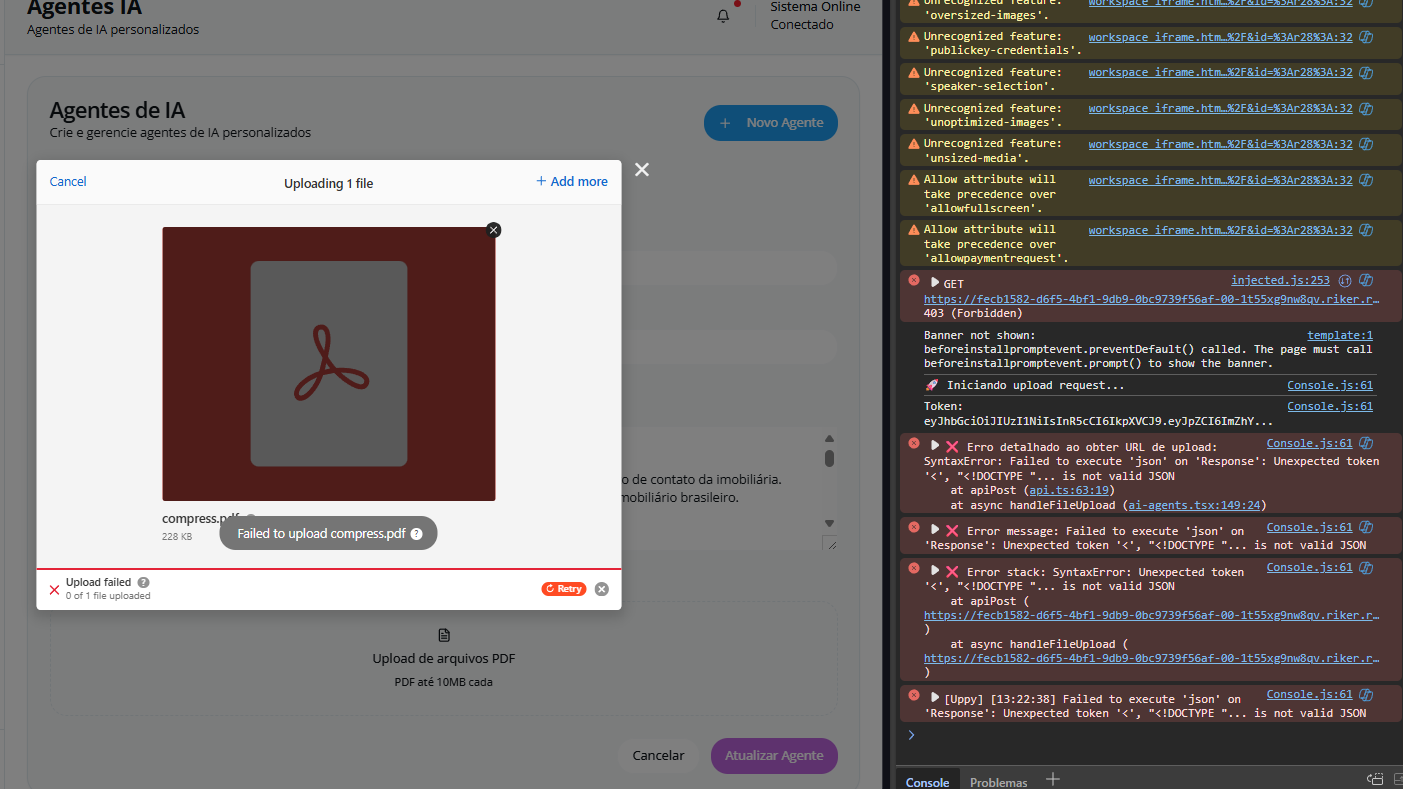 Agentes IA
Agentes de IA personalizados
Sistema Online
Conectado
Agentes de IA
Crie e gerencie agentes de IA personalizados
+ Novo Agente
Cancel
Uploading 1 file
+ Add more
o de contato da imobiliária.
mobiliário brasileiro.
compress.pdf
228 KB
Failed to upload compress.pdf ?
Upload failed ?
0 of 1 file uploaded
Retry
Upload de arquivos PDF
PDF até 10MB cada
Cancelar
Atualizar Agente
Unrecognized feature: workspace_iframe.htm…%2F&id=%3Ar28%3A:32
'oversized-images'.
Unrecognized feature: workspace_iframe.htm…%2F&id=%3Ar28%3A:32
'publickey-credentials'.
Unrecognized feature: workspace_iframe.htm…%2F&id=%3Ar28%3A:32
'speaker-selection'.
Unrecognized feature: workspace_iframe.htm…%2F&id=%3Ar28%3A:32
'unoptimized-images'.
Unrecognized feature: workspace_iframe.htm…%2F&id=%3Ar28%3A:32
'unsized-media'.
Allow attribute will workspace_iframe.htm…%2F&id=%3Ar28%3A:32
take precedence over
'allowfullscreen'.
Allow attribute will workspace_iframe.htm…%2F&id=%3Ar28%3A:32
take precedence over
'allowpaymentrequest'.
GET injected.js:253
https://fecb1582-d6f5-4bf1-9db9-0bc9739f56af-00-1t55xg9nw8qv.riker.r…
403 (Forbidden)
Banner not shown: template:1
beforeinstallpromptevent.preventDefault() called. The page must call
beforeinstallpromptevent.prompt() to show the banner.
🚀 Iniciando upload request... Console.js:61
Token: Console.js:61
eyJhbGciOiJIUzI1NiIsInR5cCI6IkpXVCJ9.eyJpZCI6ImZhY...
❌ Erro detalhado ao obter URL de upload: Console.js:61
SyntaxError: Failed to execute 'json' on 'Response': Unexpected token
'<', "<!DOCTYPE "... is not valid JSON
at apiPost (api.ts:63:19)
at async handleFileUpload (ai-agents.tsx:149:24)
❌ Error message: Failed to execute 'json' on Console.js:61
'Response': Unexpected token '<', "<!DOCTYPE "... is not valid JSON
❌ Error stack: SyntaxError: Unexpected token Console.js:61
'<', "<!DOCTYPE "... is not valid JSON
at apiPost (
https://fecb1582-d6f5-4bf1-9db9-0bc9739f56af-00-1t55xg9nw8qv.riker.r…
)
at async handleFileUpload (
https://fecb1582-d6f5-4bf1-9db9-0bc9739f56af-00-1t55xg9nw8qv.riker.r…
)
[Uppy] [13:22:38] Failed to execute 'json' on Console.js:61
'Response': Unexpected token '<', "<!DOCTYPE "... is not valid JSON
Console
Problemas